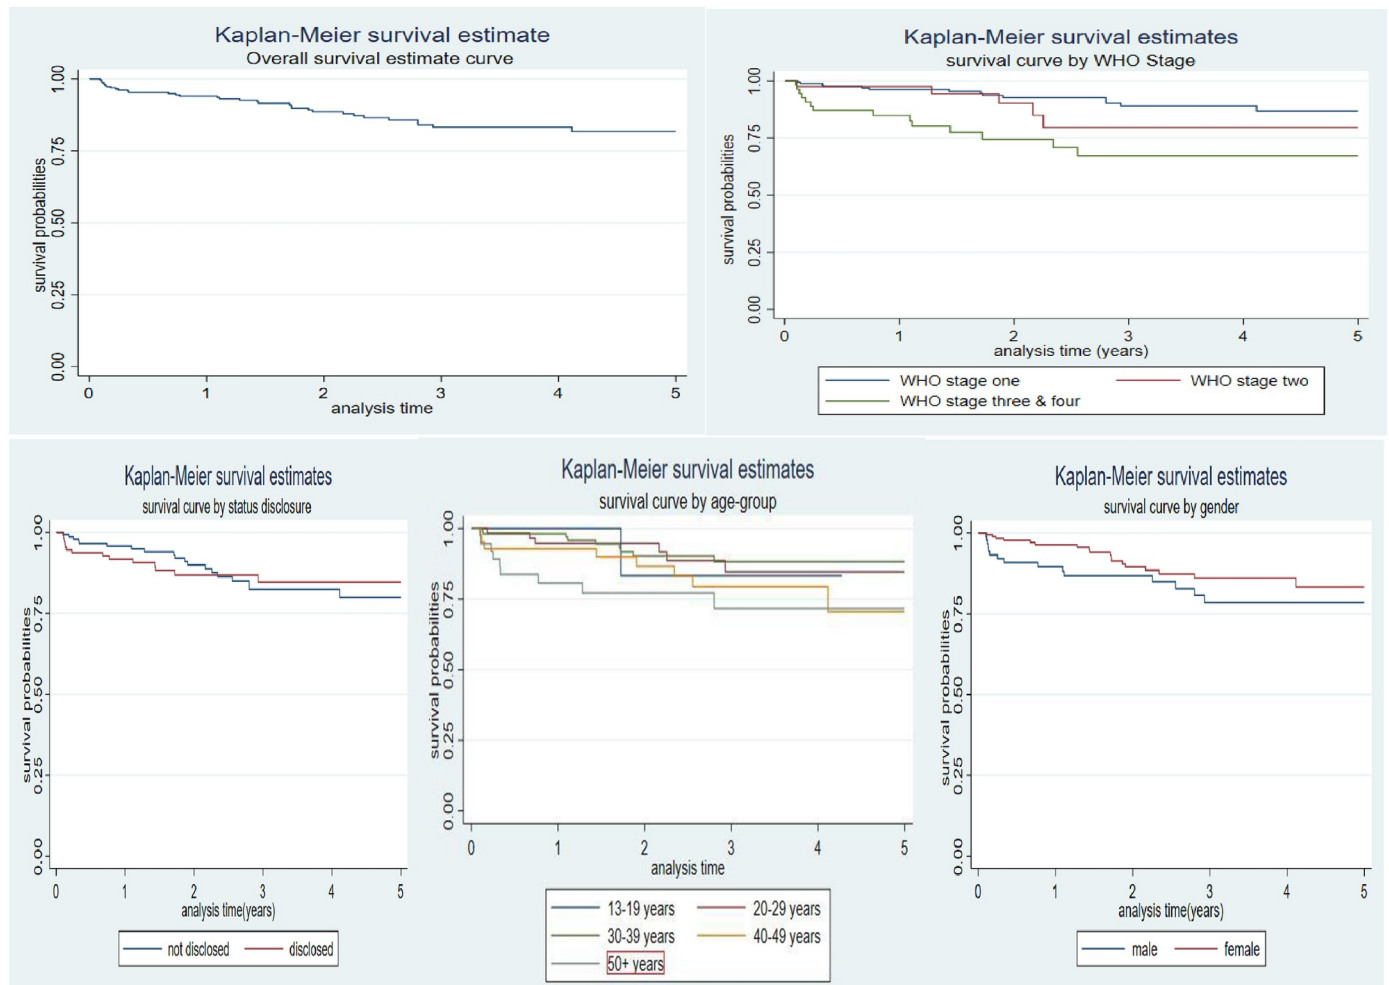 Kaplan-Meier survival estimate
Overall survival estimate curve
survival probabilities
1.00
0.75
0.50
0.25
0.00
0 1 2 3 4 5
analysis time
Kaplan-Meier survival estimates
survival curve by WHO Stage
survival probabilities
1.00
0.75
0.50
0.25
0.00
0 1 2 3 4 5
analysis time (years)
WHO stage one WHO stage two
WHO stage three & four
Kaplan-Meier survival estimates
survival curve by status disclosure
survival probabilities
1.00
0.75
0.50
0.25
0.00
0 1 2 3 4 5
analysis time(years)
not disclosed disclosed
Kaplan-Meier survival estimates
survival curve by age-group
survival probabilities
1.00
0.75
0.50
0.25
0.00
0 1 2 3 4 5
analysis time
13-19 years 20-29 years
30-39 years 40-49 years
50+ years
Kaplan-Meier survival estimates
survival curve by gender
survival probabilities
1.00
0.75
0.50
0.25
0.00
0 1 2 3 4 5
analysis time(years)
male female